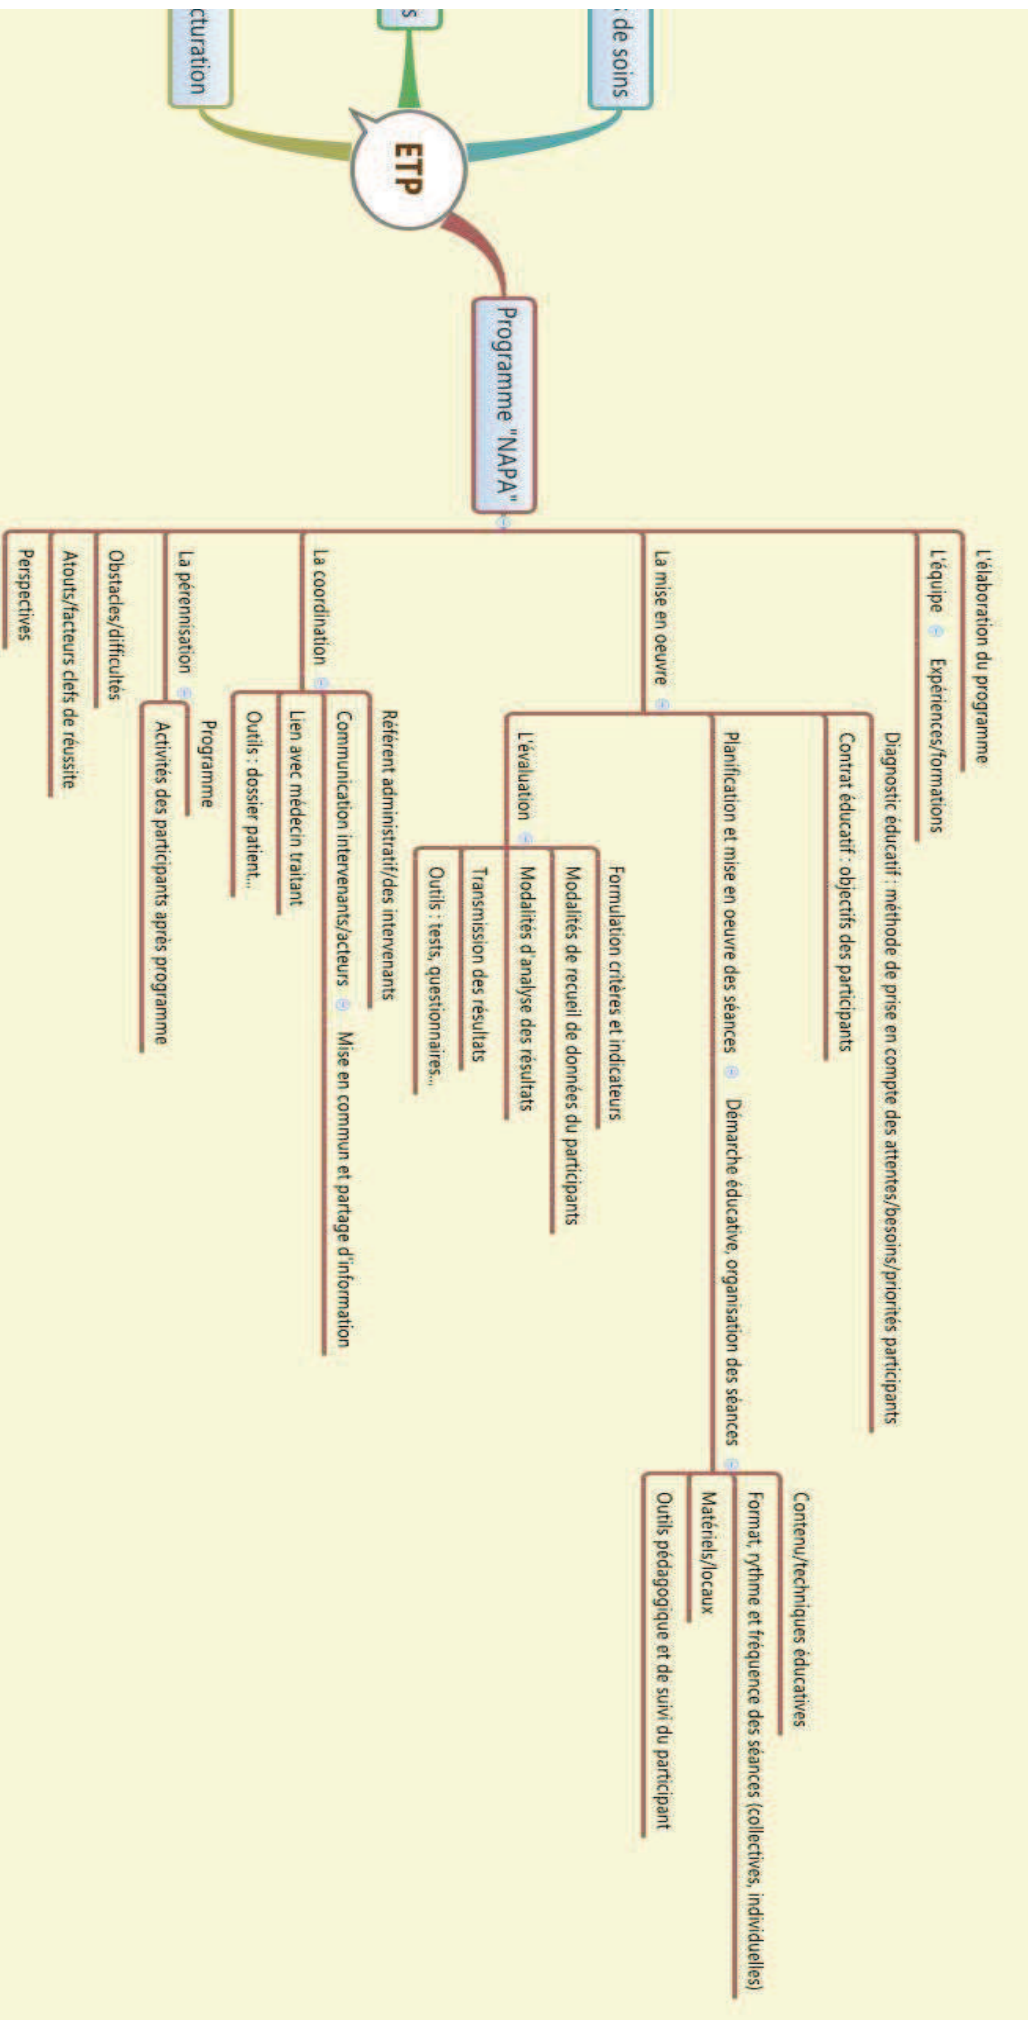 de soins
s
cturation
ETP
Programme "NAPA"
L'élaboration du programme
L'équipe
Expériences/formations
La mise en oeuvre
Diagnostic éducatif : méthode de prise en compte des attentes/besoins/priorités participants
Contrat éducatif : objectifs des participants
Planification et mise en oeuvre des séances
Démarche éducative, organisation des séances
Contenu/techniques éducatives
Format, rythme et fréquence des séances (collectives, individuelles)
Matériels/locaux
Outils pédagogique et de suivi du participant
L'évaluation
Formulation critères et indicateurs
Modalités de recueil de données du participants
Modalités d'analyse des résultats
Transmission des résultats
Outils : tests, questionnaires...
La coordination
Référent administratif/des intervenants
Communication intervenants/acteurs
Mise en commun et partage d'information
Lien avec médecin traitant
Outils : dossier patient...
La pérennisation
Programme
Activités des participants après programme
Obstacles/difficultés
Atouts/facteurs clefs de réussite
Perspectives